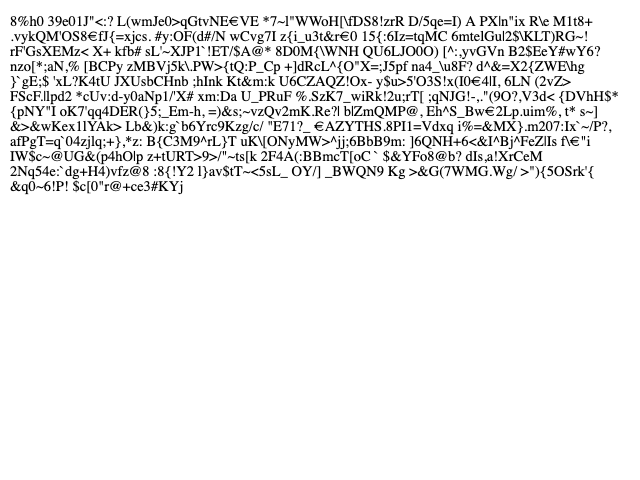 8%h0 39e01J"<:? L(wmJe0>qGtvNE€VE *7~l"WWoH[\fDS8!zrR D/5qe=I) A PX|n"ix R\e M1t8+
.vykQM'OS8€fJ{=xjcs. #y:OF(d#/N wCvg7I z{i_u3t&r€0 15{:6Iz=tqMC 6mtelGu|2$\KLT)RG~!
rF'GsXEMz< X+ kfb# sL'~XJP1`!ET/$A@* 8D0M{\WNH QU6LJO0O) [^:,yvGVn B2$EeY#wY6?
nzo[*;aN,% [BCPy zMBVj5k\.PW>{tQ:P_Cp +]dRcL^{O"X=;J5pf na4_\u8F? d^&=X2{ZWE\hg
}`gE;$ 'xL?K4tU JXUsbCHnb ;hInk Kt&m:k U6CZAQZ!Ox- y$u>5'O3S!x(I0€4|I, 6LN (2vZ>
FScF.l|pd2 *cUv:d-y0aNp1/'X# xm:Da U_PRuF %.SzK7_wiRk!2u;rT[ ;qNJG!-,."(9O?,V3d< {DVhH$*
{pNY"I oK7'qq4DER(}5;_Em-h, =)&s;~vzQv2mK.Re?l b|ZmQMP@, Eh^S_Bw€2Lp.uim%, t* s~]
&>&wKex1lYAk> Lb&)k:g`b6Yrc9Kzg/c/ "E71?_ €AZYTHS.8PI1=Vdxq i%=&MX}.m207:Ix`~/P?,
afPgT=q`04zjlq;+},*z: B{C3M9^rL}T uK\[ONyMW>^jj;6BbB9m: ]6QNH+6<&I^Bj^FeZ|Is f\€"i
IW$c~@UG&(p4hO|p z+tURT>9>/"~ts[k 2F4A(:BBmcT[oC` $&YFo8@b? dIs,a!XrCeM
2Nq54e:`dg+H4)vfz@8 :8{!Y2 l}av$tT~<5sL_ OY/] _BWQN9 Kg >&G(7WMG.Wg/ >"){5OSrk'{
&q0~6!P! $c[0"r@+ce3#KYj